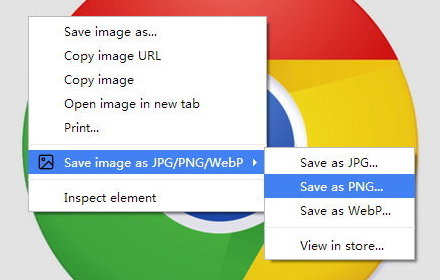 Save image as...
Copy image URL
Copy image
Open image in new tab
Print...
Save image as JPG/PNG/WebP
Inspect element
Save as JPG...
Save as PNG...
Save as WebP...
View in store...